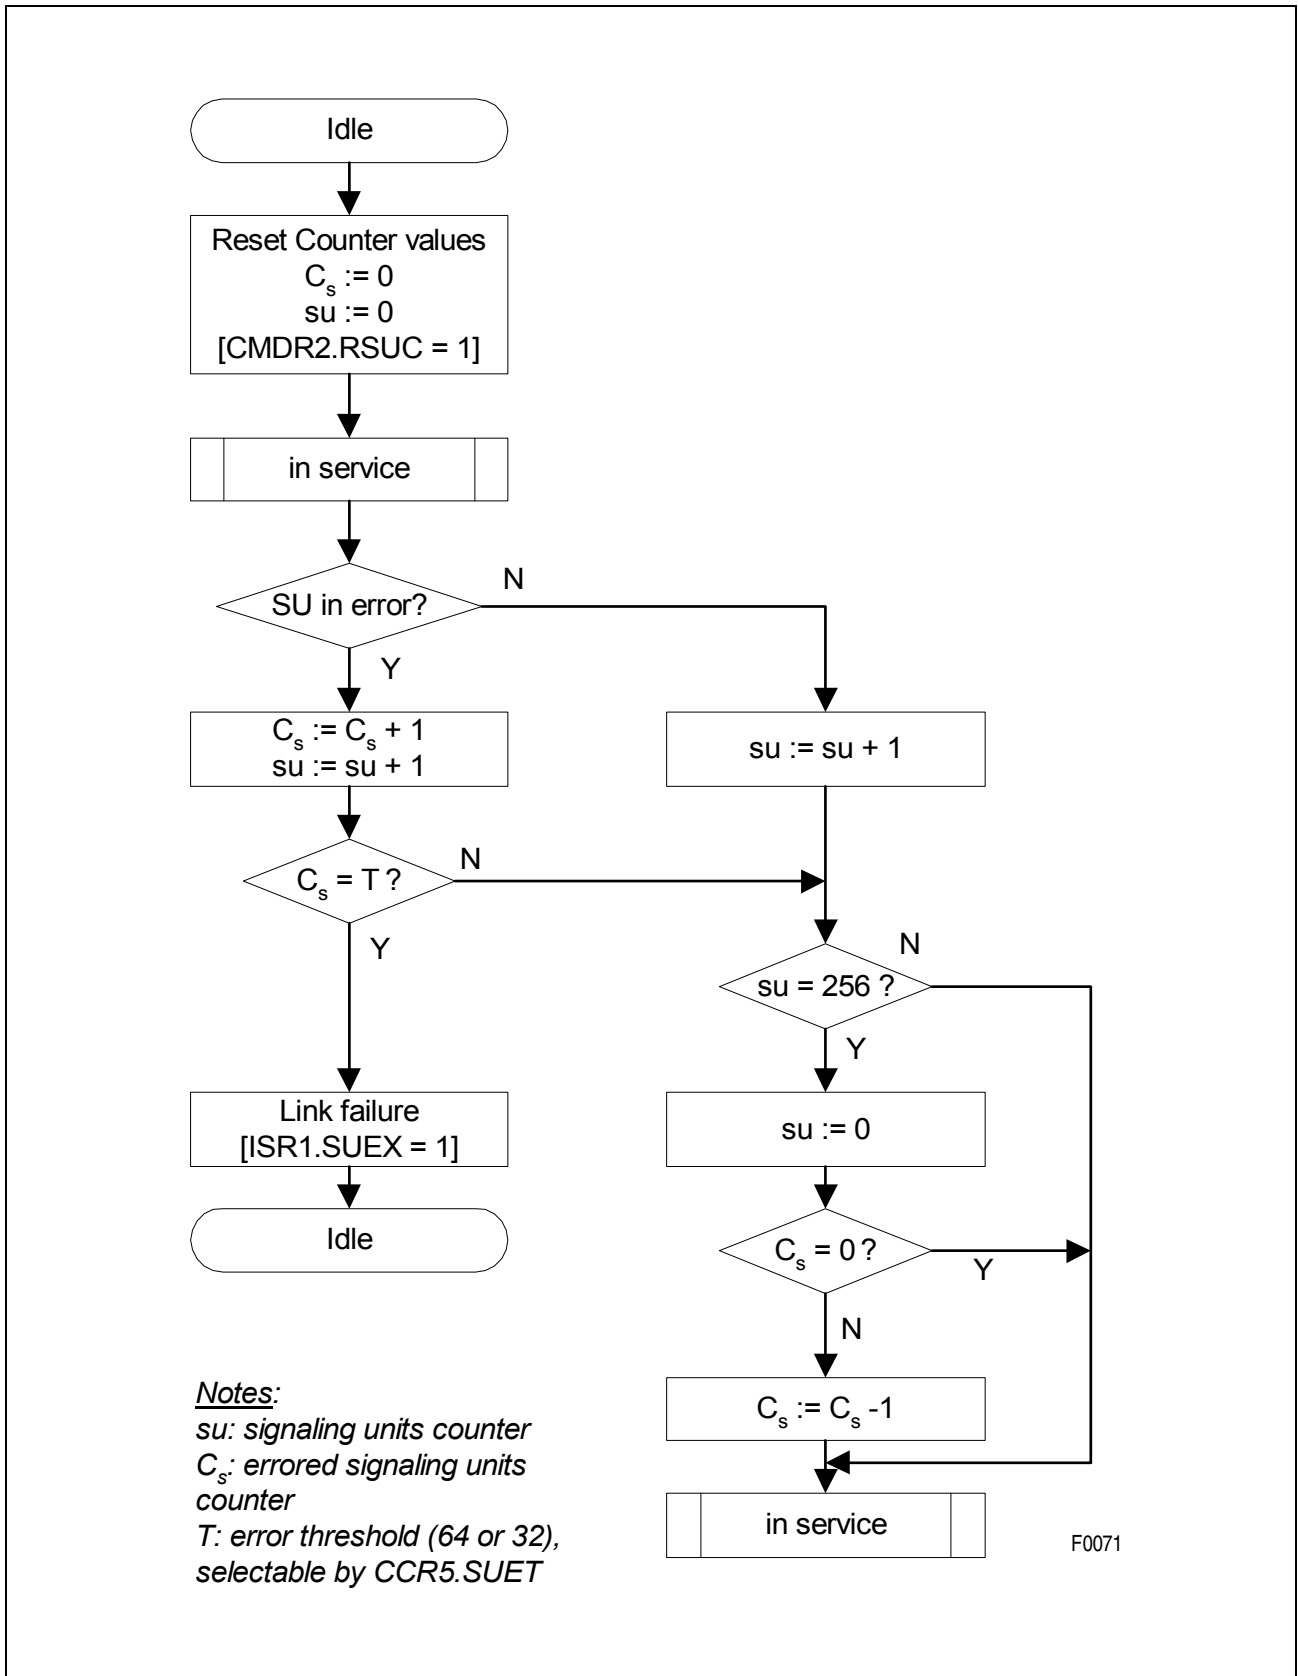 Idle
Reset Counter values
Cs := 0
su := 0
[CMDR2.RSUC = 1]
in service
SU in error?
N
Y
Cs := Cs + 1
su := su + 1
su := su + 1
Cs = T ?
N
Y
su = 256 ?
N
Y
Link failure
[ISR1.SUEX = 1]
su := 0
Idle
Cs = 0 ?
Y
N
Cs := Cs -1
in service
Notes:
su: signaling units counter
Cs: errored signaling units
counter
T: error threshold (64 or 32),
selectable by CCR5.SUET
F0071